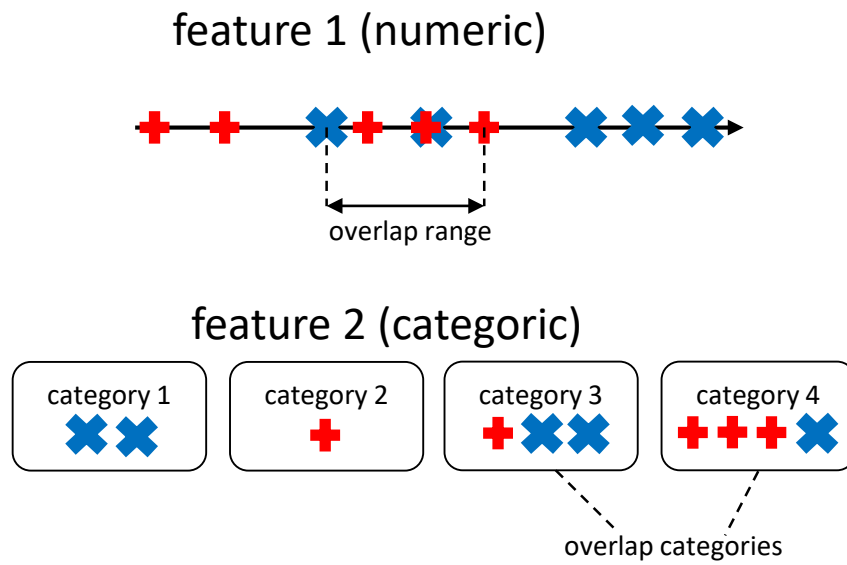 feature 1 (numeric)
overlap range
feature 2 (categoric)
category 1
category 2
category 3
category 4
overlap categories